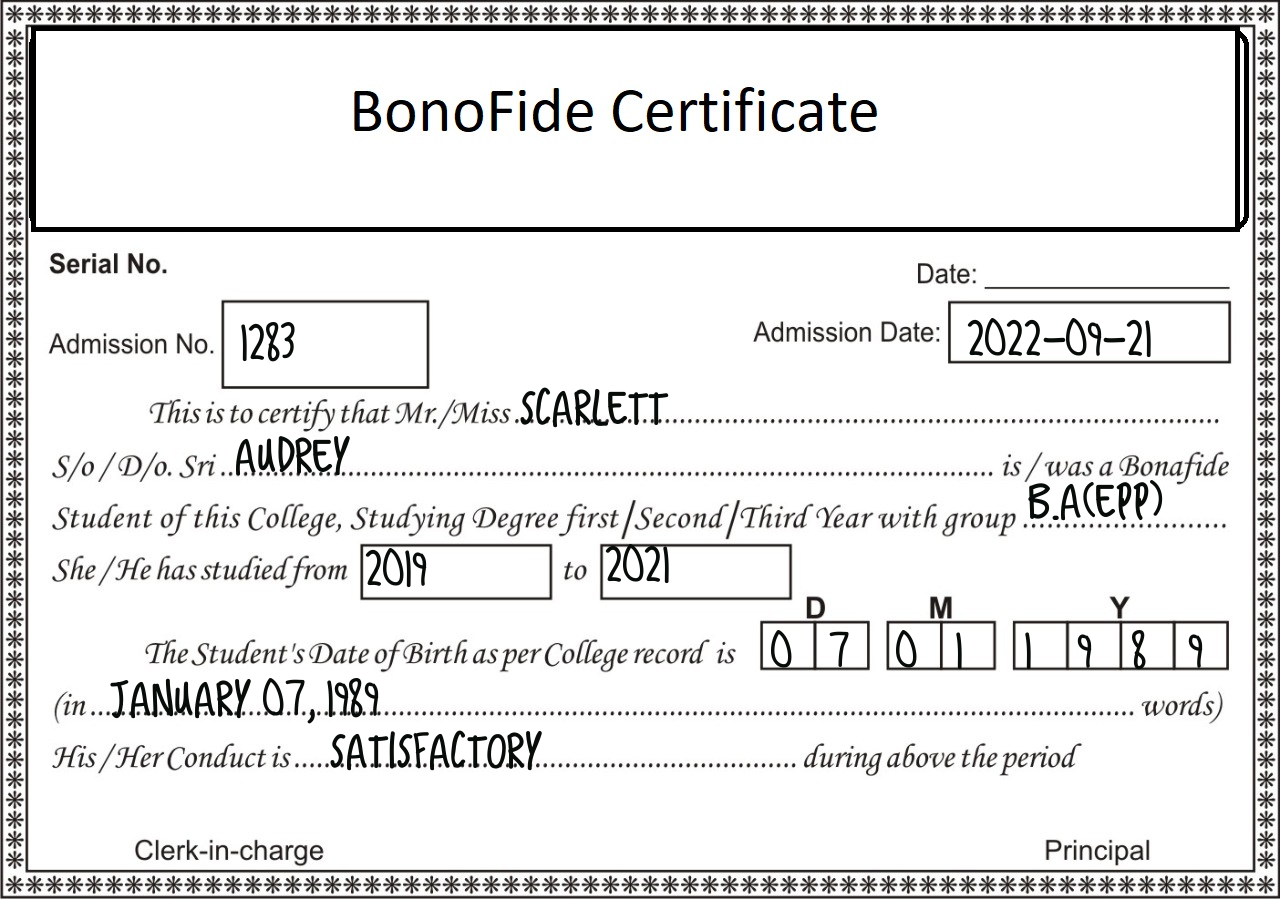 BonoFide Certificate
Serial No.
Date:
Admission No. 1283 Admission Date: 2022-09-21
This is to certify that Mr./Miss SCARLETT
S/o / D/o. Sri AUDREY is / was a Bonafide
Student of this College, Studying Degree first/Second/Third Year with group B.A(EPP)
She / He has studied from 2019 to 2021
D M Y
The Student's Date of Birth as per College record is 0 7 0 1 1 9 8 9
(in JANUARY 07, 1989 words)
His / Her Conduct is SATISFACTORY during above the period
Clerk-in-charge Principal